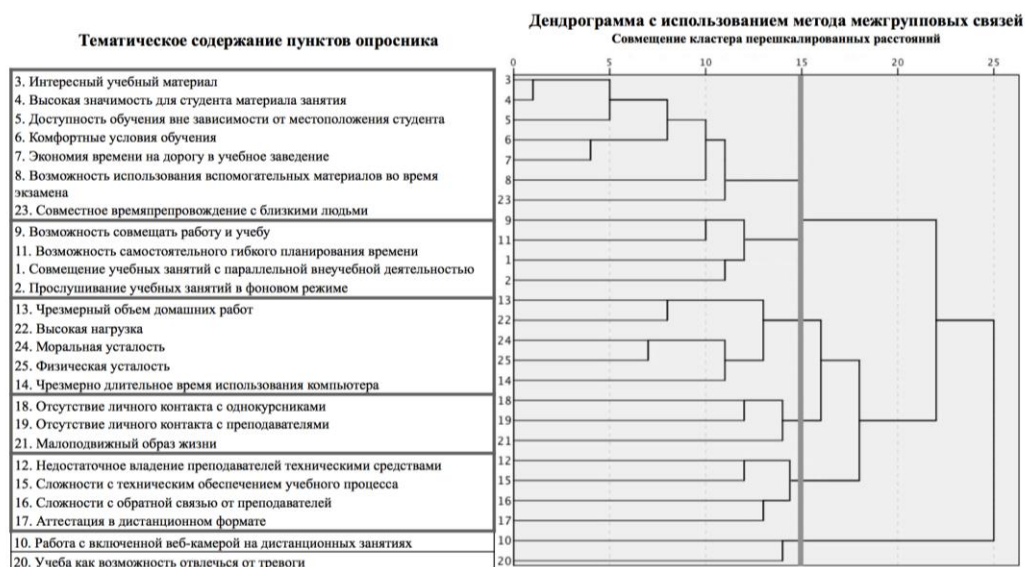 Тематическое содержание пунктов опросника
Дендрограмма с использованием метода межгрупповых связей
Совмещение кластера перешкалированных расстояний
3. Интересный учебный материал
4. Высокая значимость для студента материала занятия
5. Доступность обучения вне зависимости от местоположения студента
6. Комфортные условия обучения
7. Экономия времени на дорогу в учебное заведение
8. Возможность использования вспомогательных материалов во время
экзамена
23. Совместное времяпрепровождение с близкими людьми
9. Возможность совмещать работу и учебу
11. Возможность самостоятельного гибкого планирования времени
1. Совмещение учебных занятий с параллельной внеучебной деятельностью
2. Прослушивание учебных занятий в фоновом режиме
13. Чрезмерный объем домашних работ
22. Высокая нагрузка
24. Моральная усталость
25. Физическая усталость
14. Чрезмерно длительное время использования компьютера
18. Отсутствие личного контакта с однокурсниками
19. Отсутствие личного контакта с преподавателями
21. Малоподвижный образ жизни
12. Недостаточное владение преподавателей техническими средствами
15. Сложности с техническим обеспечением учебного процесса
16. Сложности с обратной связью от преподавателей
17. Аттестация в дистанционном формате
10. Работа с включенной веб-камерой на дистанционных занятиях
20. Учеба как возможность отвлечься от тревоги
0 5 10 15 20 25
3
4
5
6
7
8
23
9
11
1
2
13
22
24
25
14
18
19
21
12
15
16
17
10
20